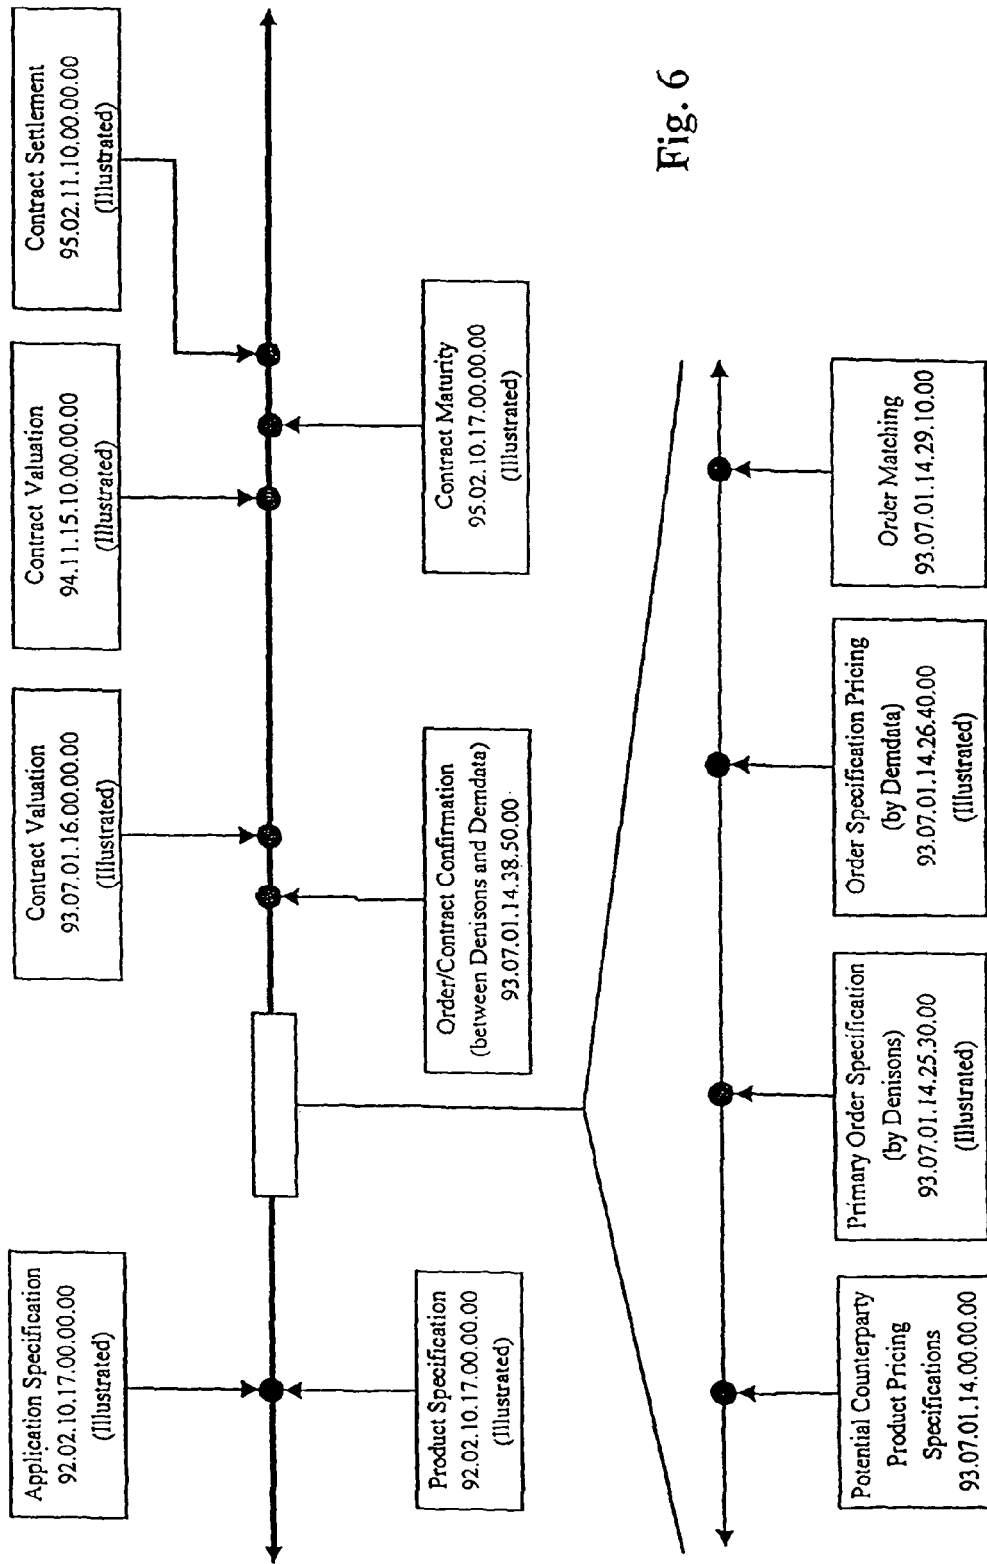 Application Specification
92.02.10.17.00.00.00
(Illustrated)
Contract Valuation
93.07.01.16.00.00.00
(Illustrated)
Contract Valuation
94.11.15.10.00.00.00
(Illustrated)
Contract Settlement
95.02.11.10.00.00.00
(Illustrated)
Product Specification
92.02.10.17.00.00.00
(Illustrated)
Order/Contract Confirmation
(between Denisons and Demdata)
93.07.01.14.38.50.00
Contract Maturity
95.02.10.17.00.00.00
(Illustrated)
Potential Counterparty
Product Pricing
Specifications
93.07.01.14.00.00.00
Primary Order Specification
(by Denisons)
93.07.01.14.25.30.00
(Illustrated)
Order Specification Pricing
(by Demdata)
93.07.01.14.26.40.00
(Illustrated)
Order Matching
93.07.01.14.29.10.00
Fig. 6